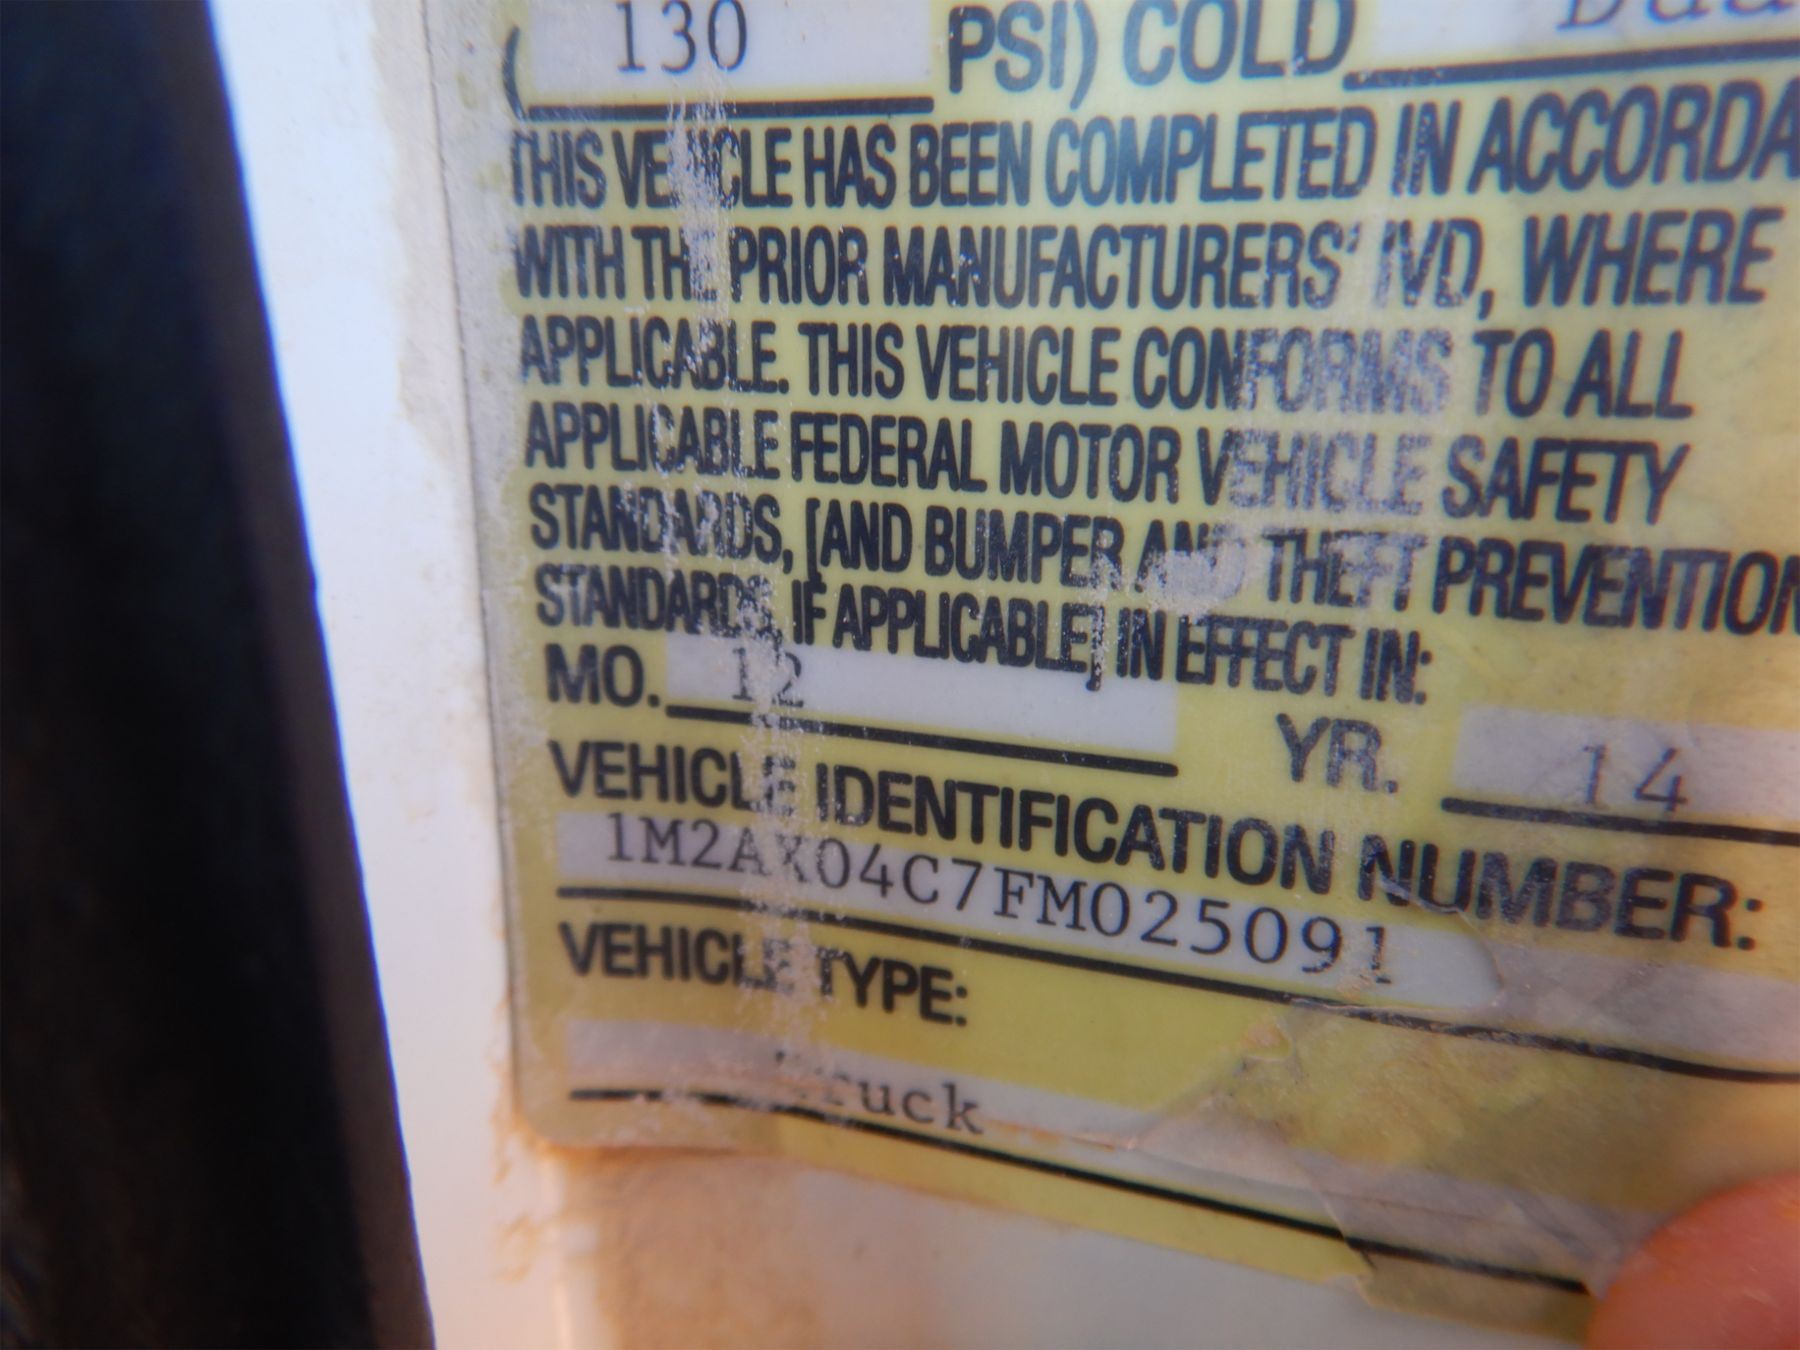 ( 130 PSI) COLD Dua
THIS VEHICLE HAS BEEN COMPLETED IN ACCORDA
WITH THE PRIOR MANUFACTURERS' IVD, WHERE
APPLICABLE. THIS VEHICLE CONFORMS TO ALL
APPLICABLE FEDERAL MOTOR VEHICLE SAFETY
STANDARDS, [AND BUMPER AND THEFT PREVENTION
STANDARDS, IF APPLICABLE] IN EFFECT IN:
MO. 12 YR. 14
VEHICLE IDENTIFICATION NUMBER:
1M2AX04C7FM025091
VEHICLE TYPE:
Truck